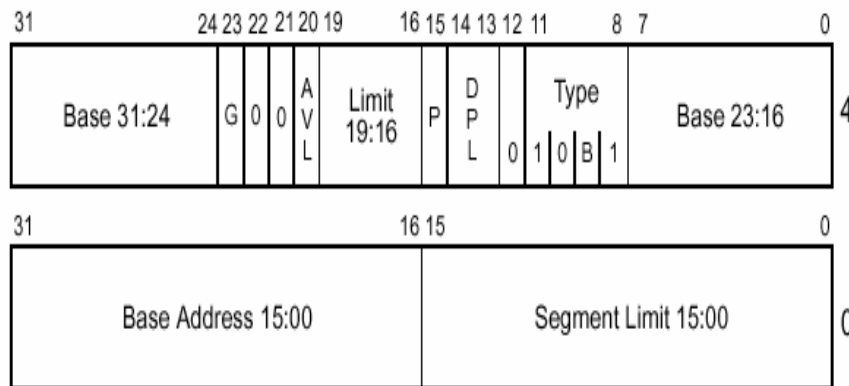 31 24 23 22 21 20 19 16 15 14 13 12 11 8 7 0
Base 31:24 G 0 0 AVL Limit 19:16 P DPL 0 Type 1 0 B 1 Base 23:16 4
31 16 15 0
Base Address 15:00 Segment Limit 15:00 0